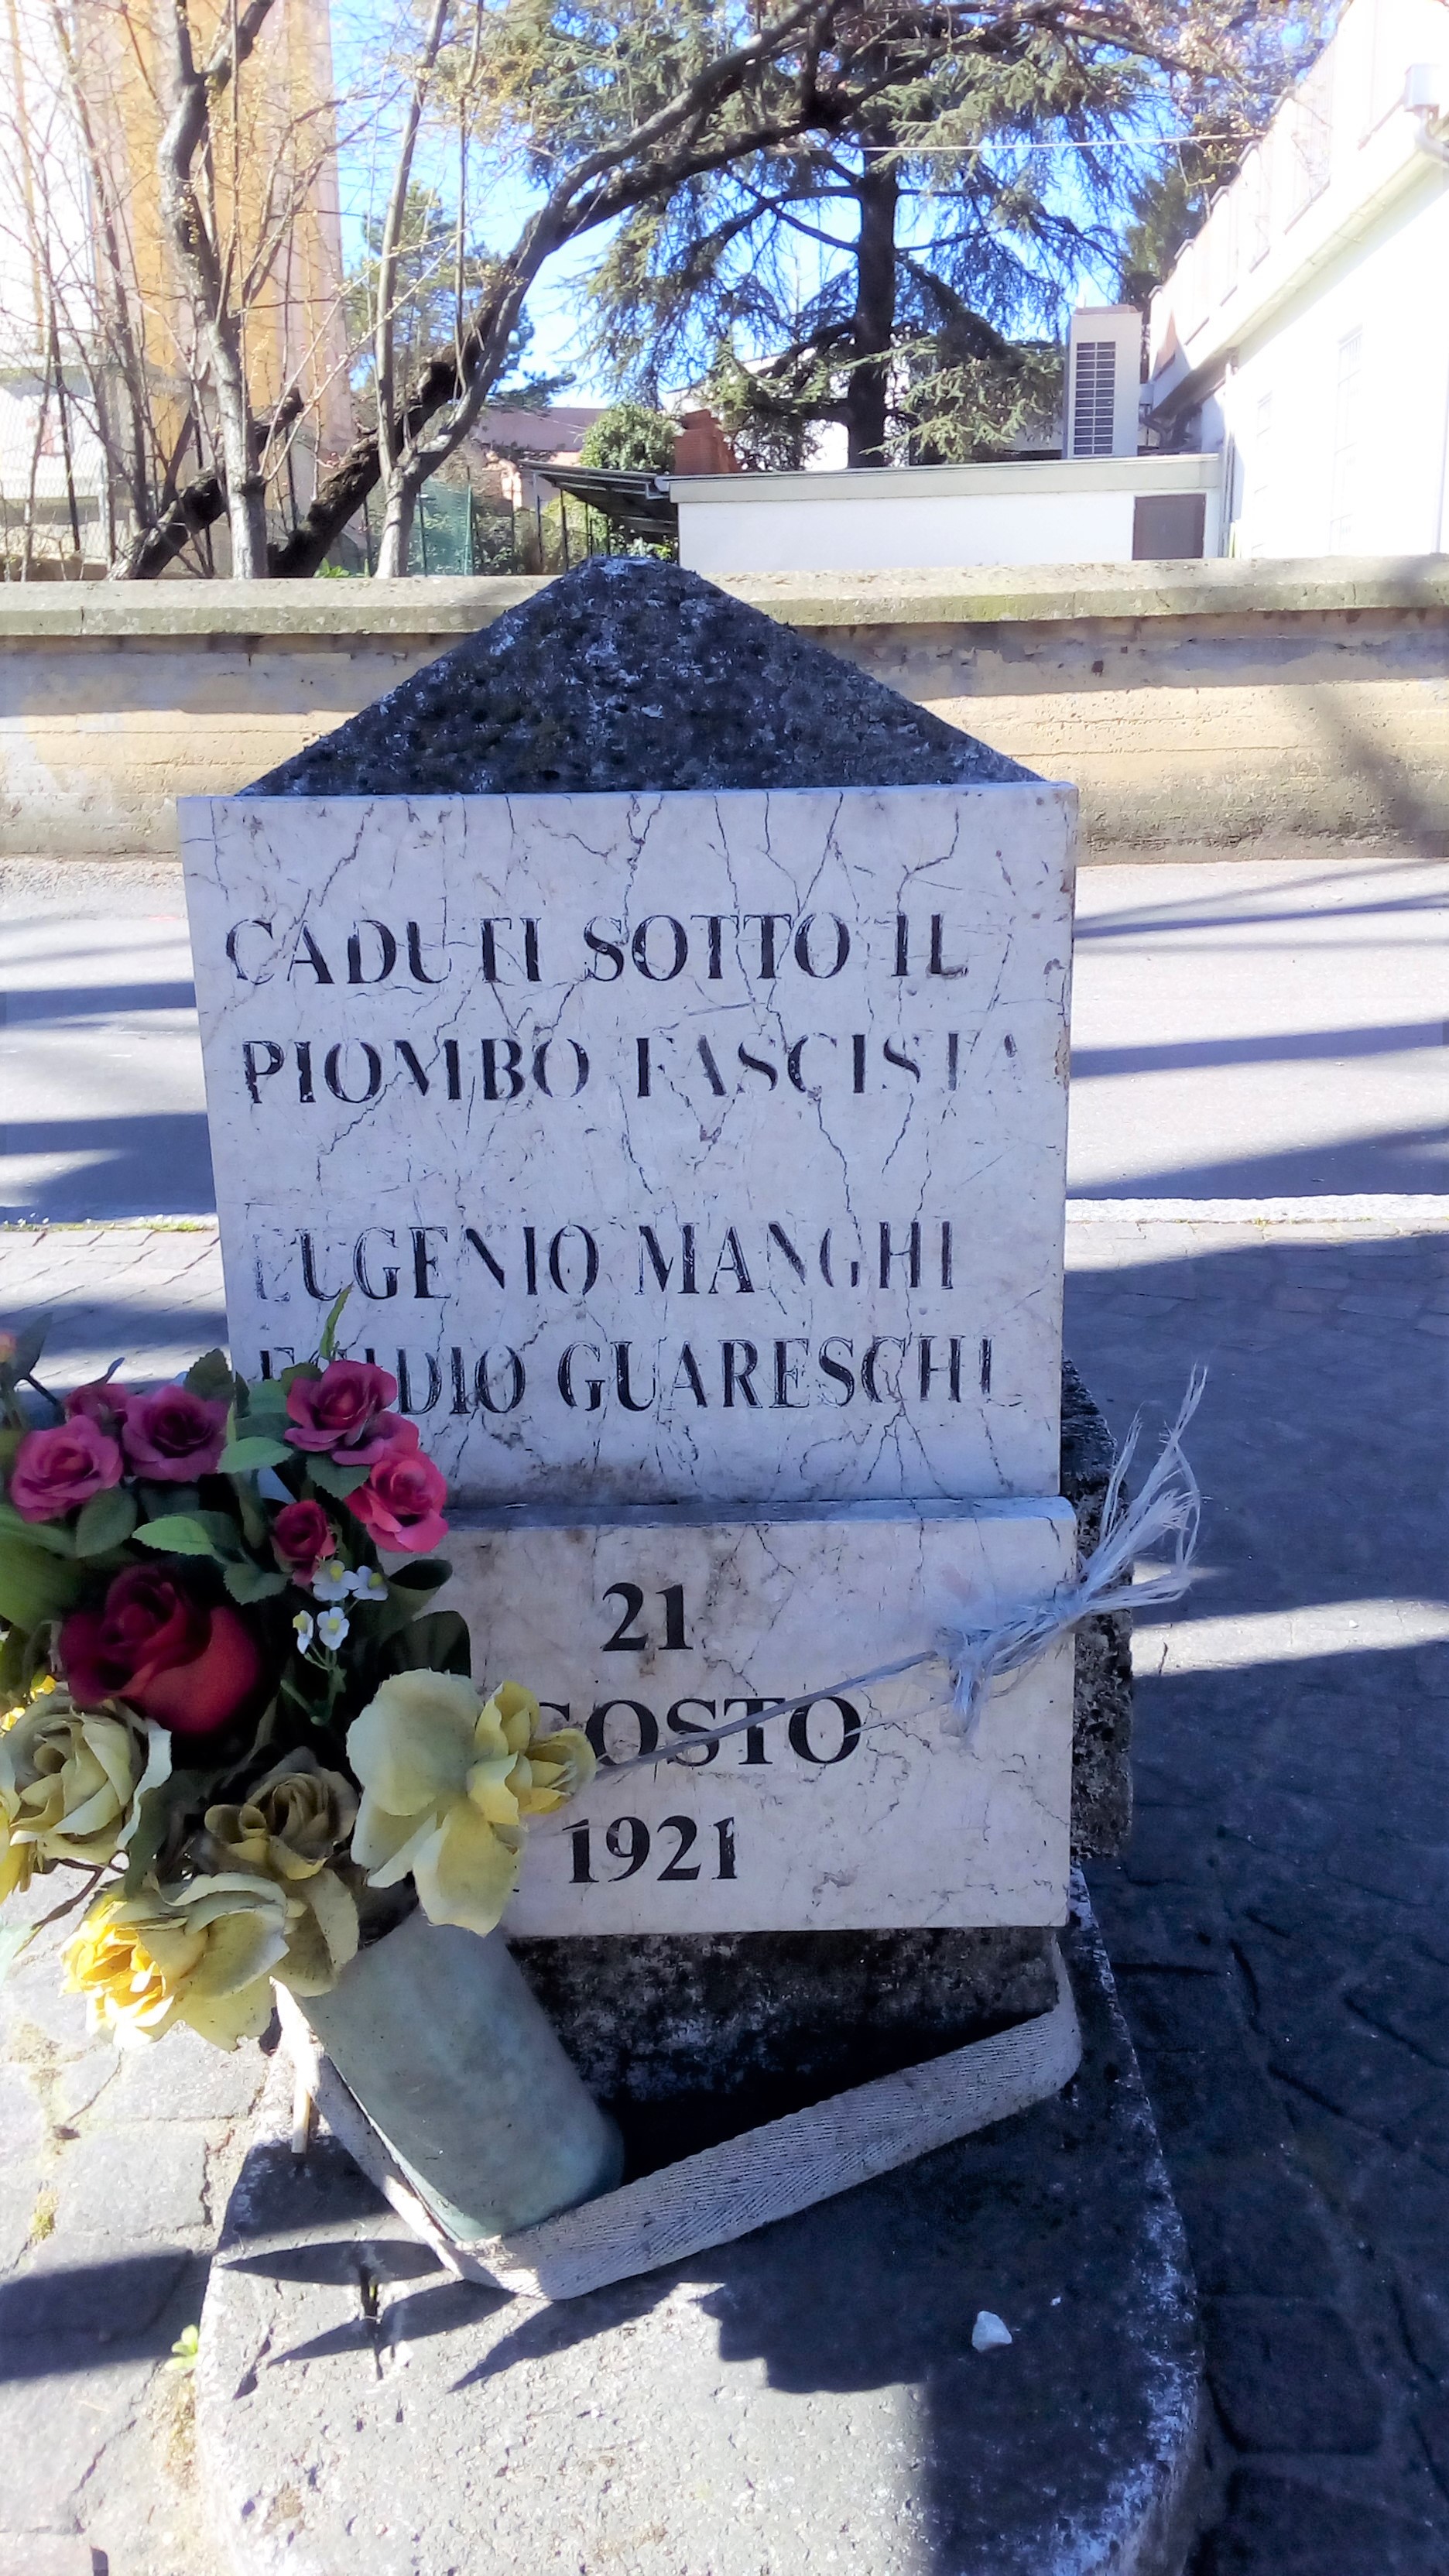 CADUTI SOTTO IL
PIOMBO FASCISTA
EUGENIO MANGHI
EGIDIO GUARESCHI
21
AGOSTO
1921